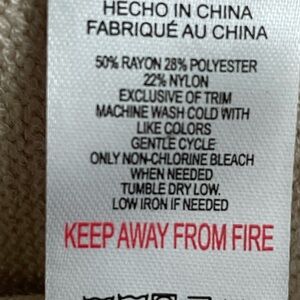 HECHO IN CHINA
FABRIQUÉ AU CHINA
50% RAYON 28% POLYESTER
22% NYLON
EXCLUSIVE OF TRIM
MACHINE WASH COLD WITH
LIKE COLORS
GENTLE CYCLE
ONLY NON-CHLORINE BLEACH
WHEN NEEDED
TUMBLE DRY LOW.
LOW IRON IF NEEDED
KEEP AWAY FROM FIRE